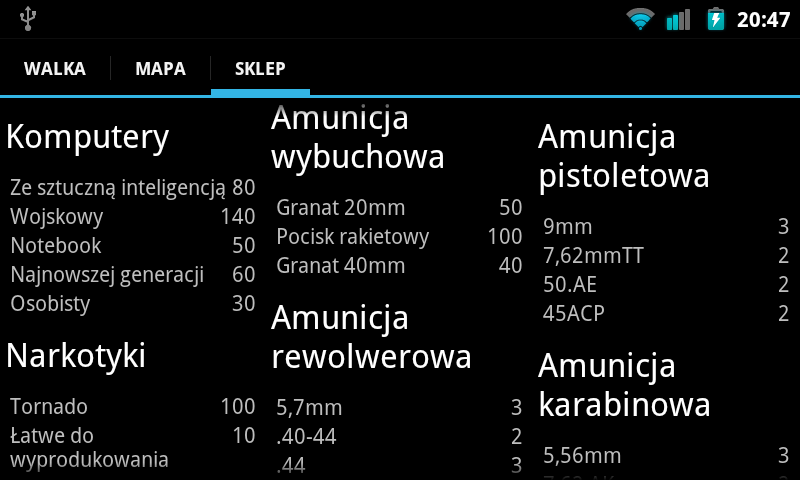 20:47
WALKA
MAPA
SKLEP
Komputery
Ze sztuczną inteligencją 80
Wojskowy 140
Notebook 50
Najnowszej generacji 60
Osobisty 30
Narkotyki
Tornado 100
Łatwe do 10
wyprodukowania
Amunicja
wybuchowa
Granat 20mm 50
Pocisk rakietowy 100
Granat 40mm 40
Amunicja
rewolwerowa
5,7mm 3
.40-44 2
.44 3
Amunicja
pistoletowa
9mm 3
7,62mmTT 2
50.AE 2
45ACP 2
Amunicja
karabinowa
5,56mm 3